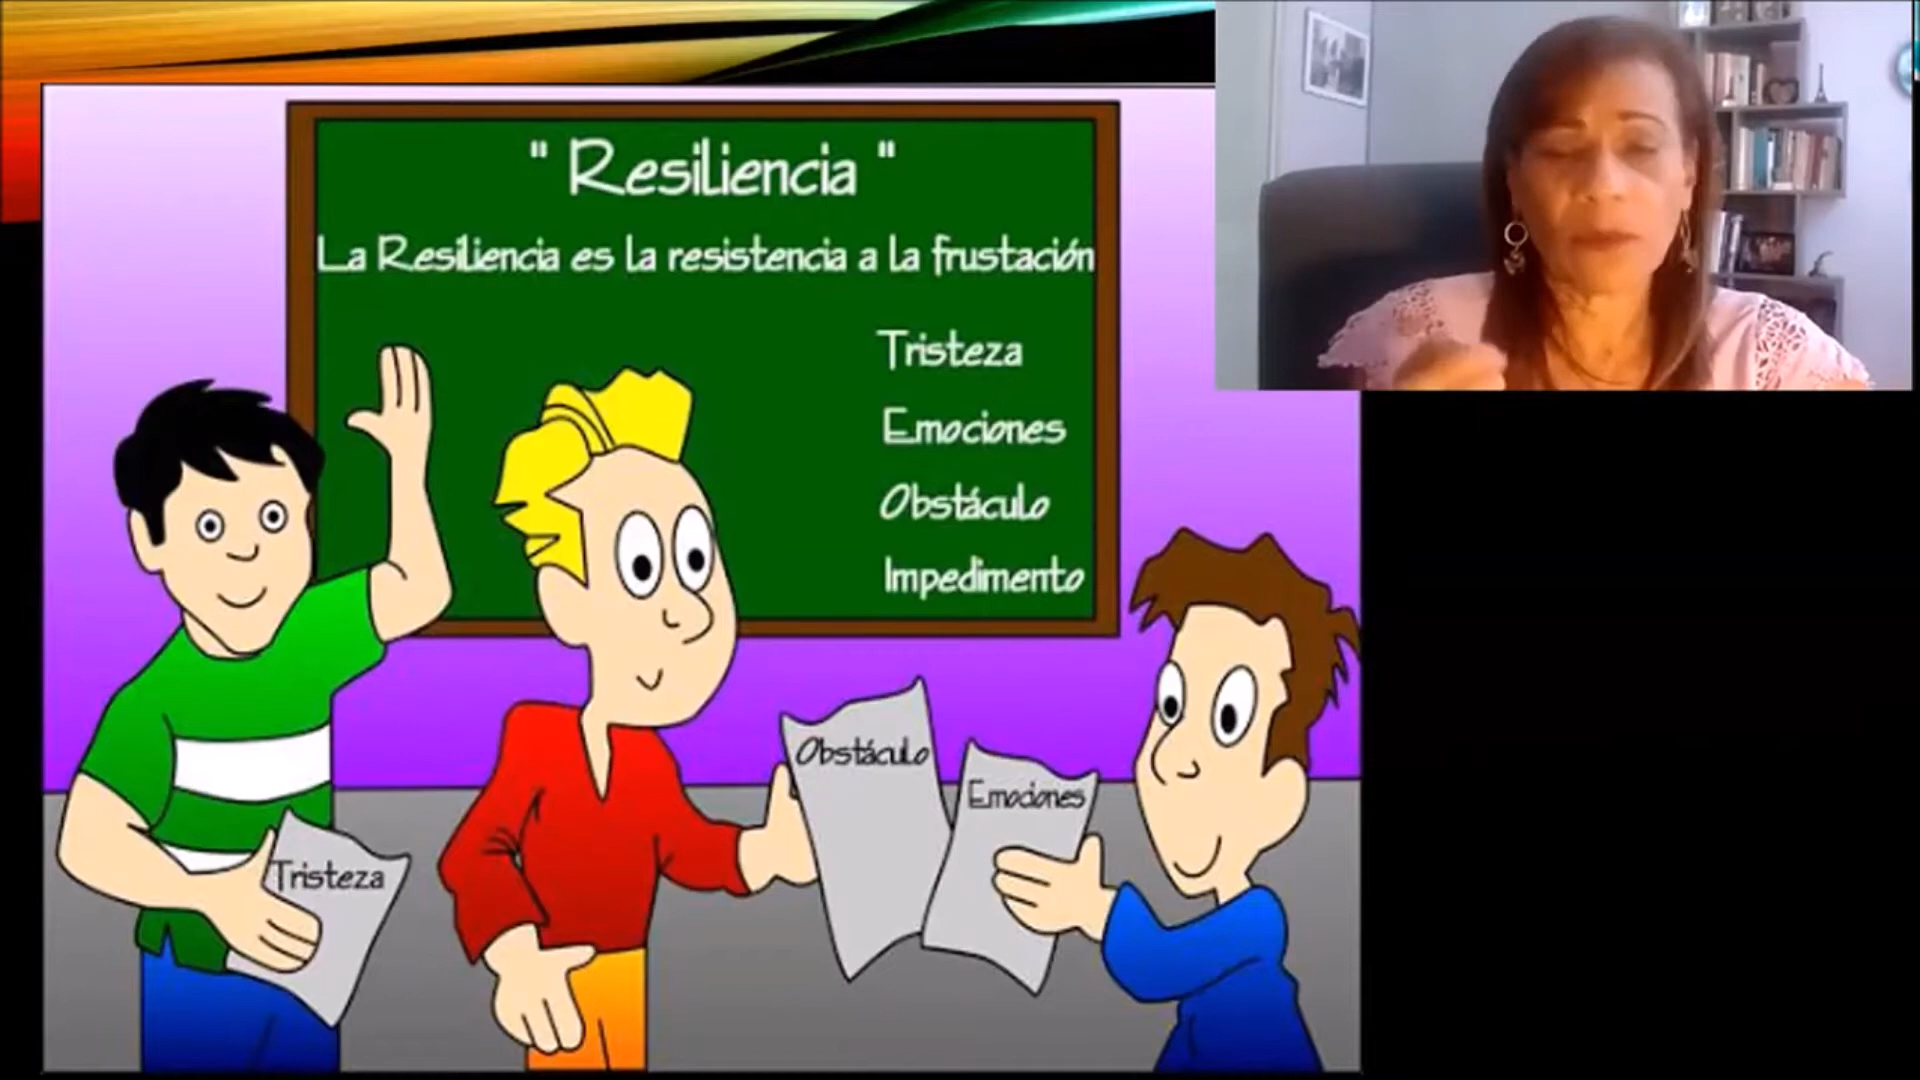 " Resiliencia "
La Resiliencia es la resistencia a la frustación
Tristeza
Emociones
Obstáculo
Impedimento
Obstáculo
Emociones
Tristeza